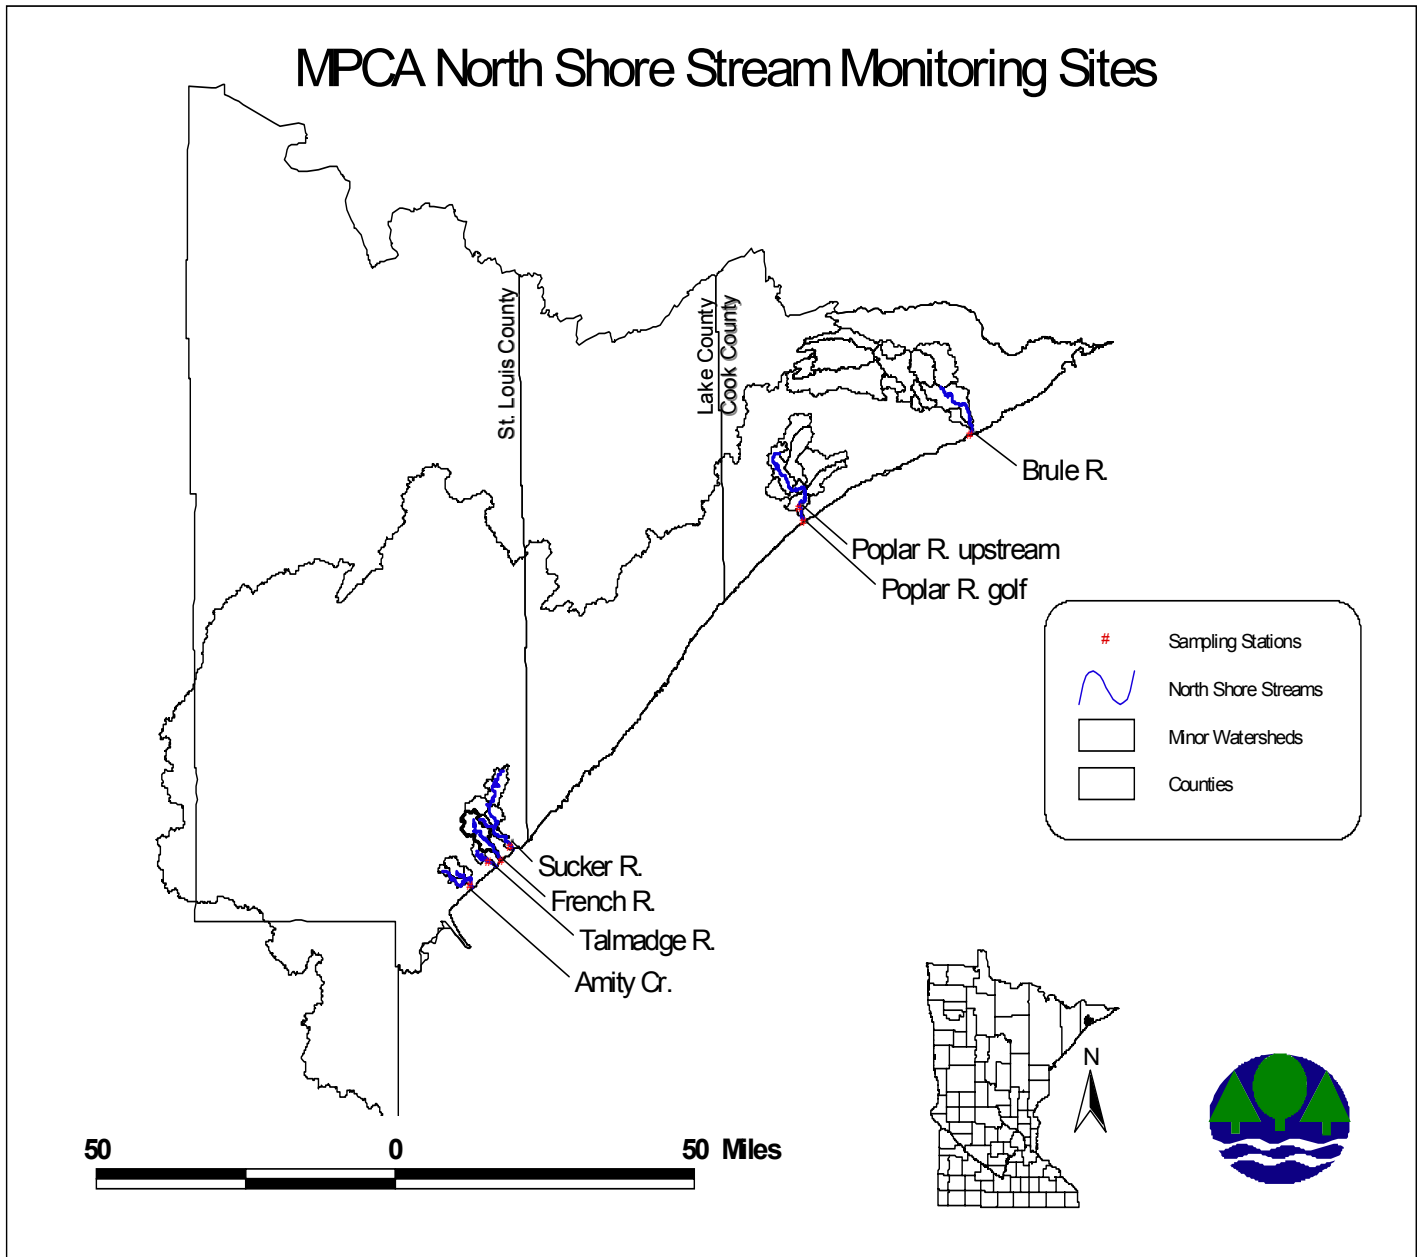 MPCA North Shore Stream Monitoring Sites
St. Louis County
Lake County
Cook County
Brule R.
Poplar R. upstream
Poplar R. golf
# Sampling Stations
North Shore Streams
Minor Watersheds
Counties
Sucker R.
French R.
Talmadge R.
Amity Cr.
N
50 0 50 Miles